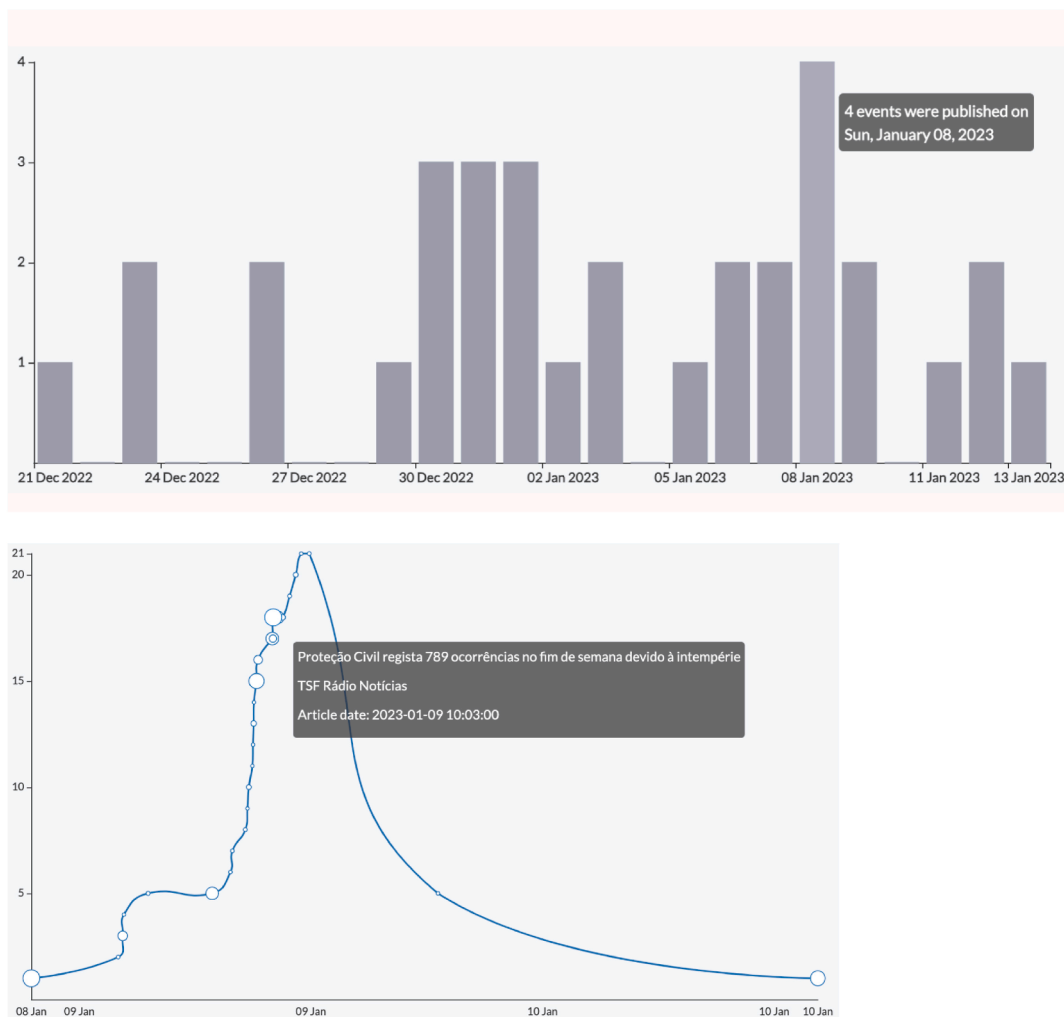 4
4 events were published on
Sun, January 08, 2023
3
2
1
21 Dec 2022 24 Dec 2022 27 Dec 2022 30 Dec 2022 02 Jan 2023 05 Jan 2023 08 Jan 2023 11 Jan 2023 13 Jan 2023
21
20
Proteção Civil regista 789 ocorrências no fim de semana devido à intempérie
TSF Rádio Notícias
Article date: 2023-01-09 10:03:00
15
10
5
08 Jan 09 Jan 09 Jan 10 Jan 10 Jan 10 Jan